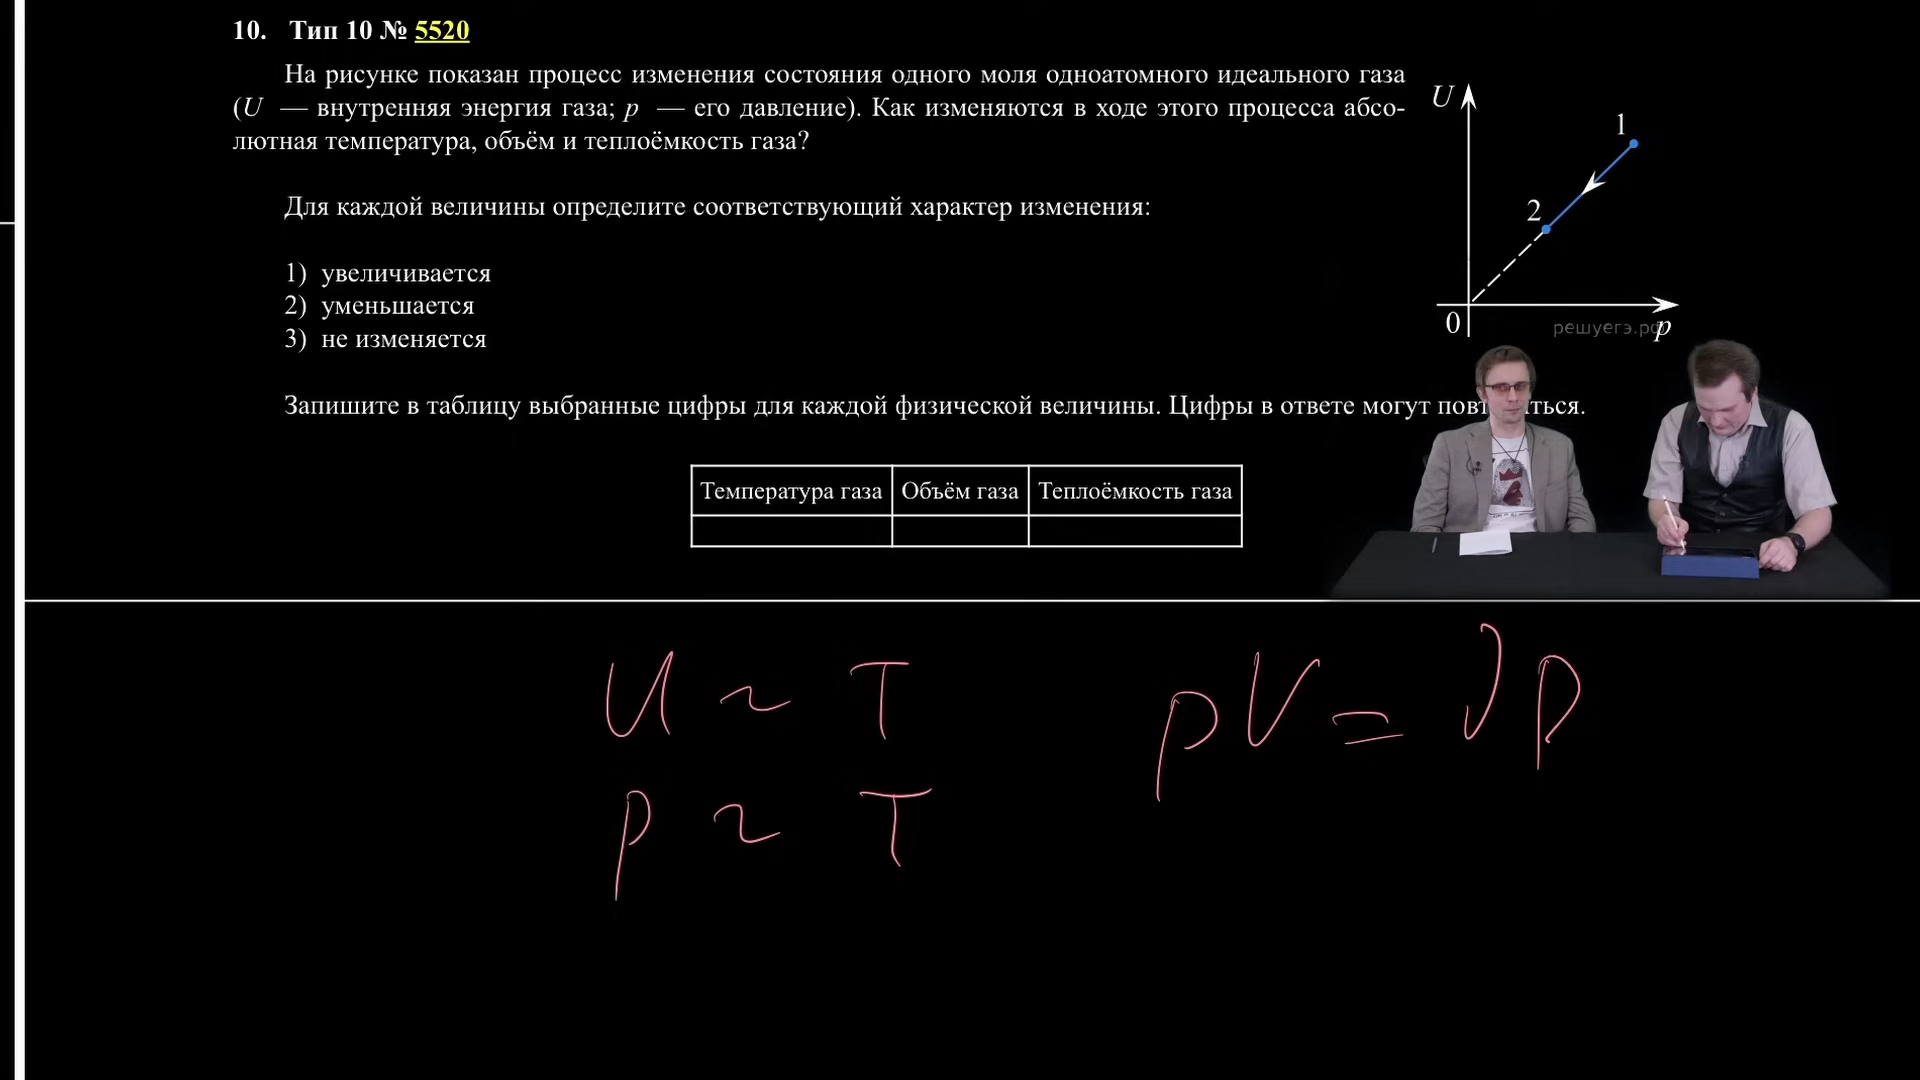 10. Тип 10 № 5520
На рисунке показан процесс изменения состояния одного моля одноатомного идеального газа
(U — внутренняя энергия газа; p — его давление). Как изменяются в ходе этого процесса абсо-
лютная температура, объём и теплоёмкость газа?
U
1
2
0
p
решуегэ.рф
Для каждой величины определите соответствующий характер изменения:
1) увеличивается
2) уменьшается
3) не изменяется
Запишите в таблицу выбранные цифры для каждой физической величины. Цифры в ответе могут
Температура газа Объём газа Теплоёмкость газа
U ~ T
pV = νP
p ~ T